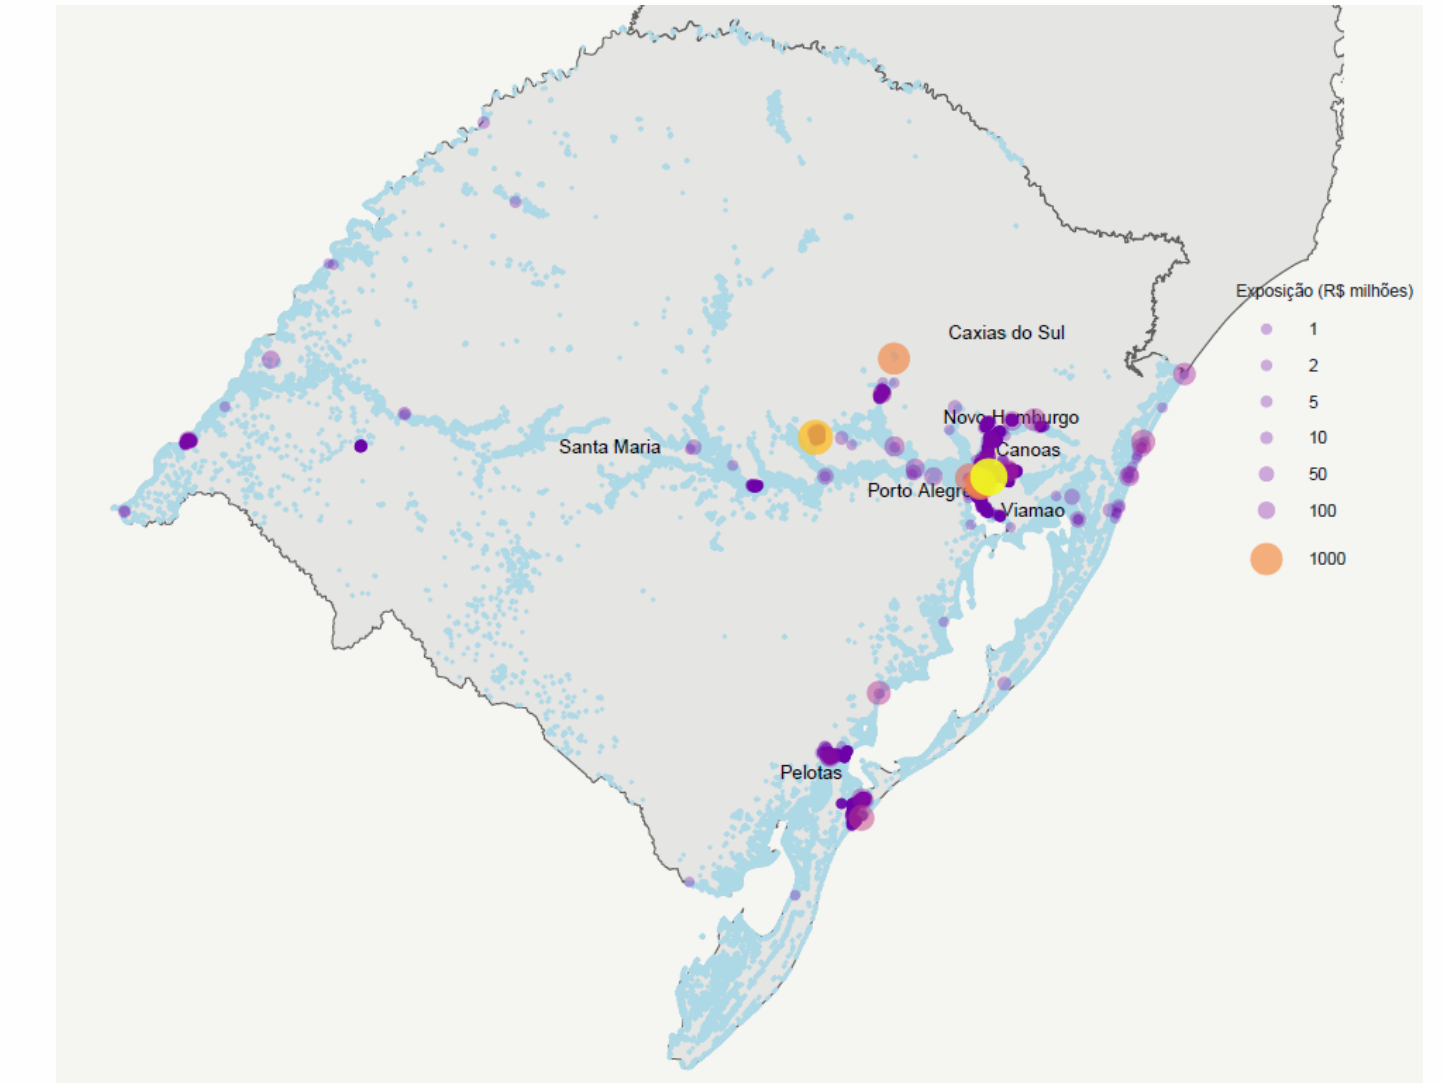 Exposição (R$ milhões)
1
Caxias do Sul
2
5
Novo Hamburgo
10
Santa Maria
Canoas
50
Porto Alegre
Viamao
100
1000
Pelotas